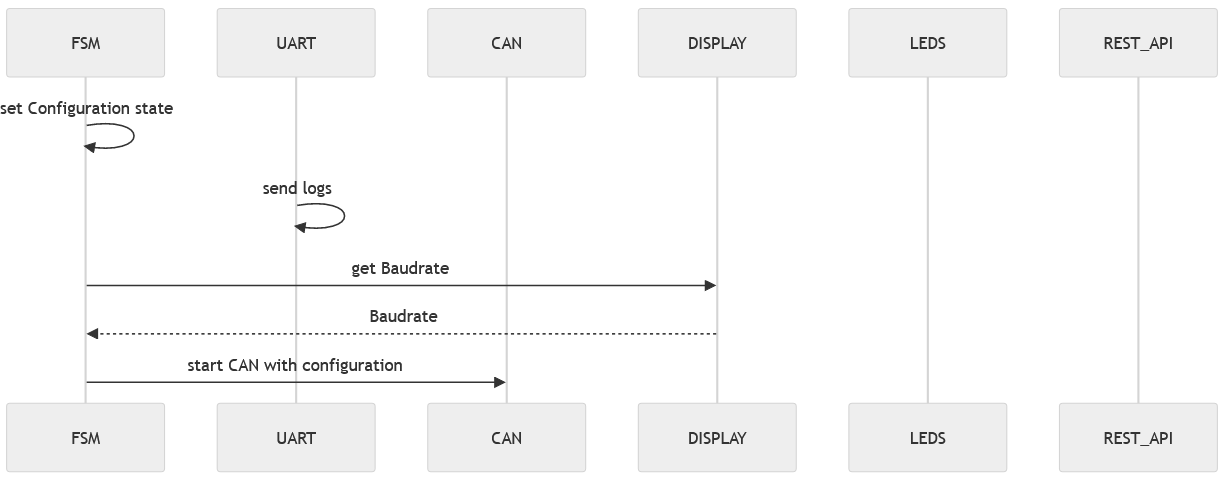 FSM UART CAN DISPLAY LEDS REST_API
set Configuration state
send logs
get Baudrate
Baudrate
start CAN with configuration
FSM UART CAN DISPLAY LEDS REST_API